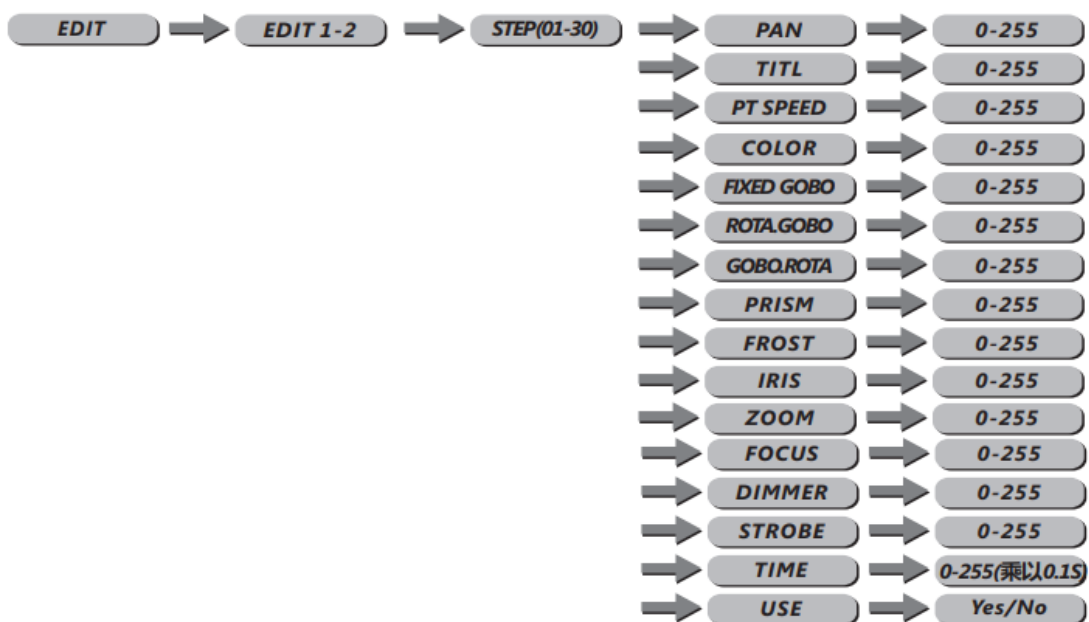 EDIT EDIT 1-2 STEP(01-30) PAN 0-255
TITL 0-255
PT SPEED 0-255
COLOR 0-255
FIXED GOBO 0-255
ROTA.GOBO 0-255
GOBO.ROTA 0-255
PRISM 0-255
FROST 0-255
IRIS 0-255
ZOOM 0-255
FOCUS 0-255
DIMMER 0-255
STROBE 0-255
TIME 0-255(乘以0.1S)
USE Yes/No